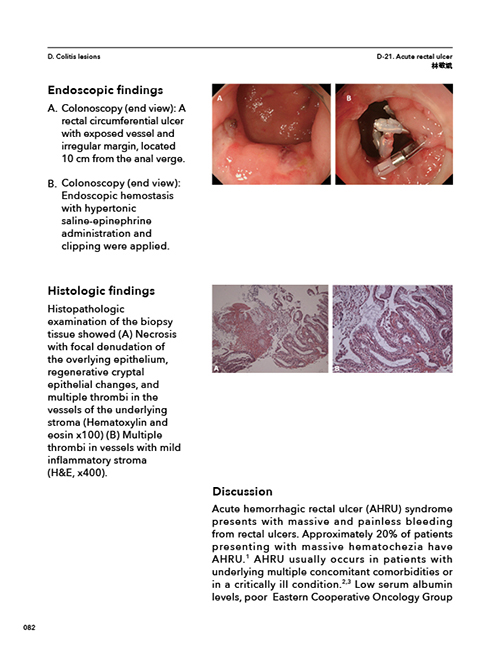 D. Colitis lesions
D-21. Acute rectal ulcer
林敬斌
Endoscopic findings
A. Colonoscopy (end view): A
rectal circumferential ulcer
with exposed vessel and
irregular margin, located
10 cm from the anal verge.
B. Colonoscopy (end view):
Endoscopic hemostasis
with hypertonic
saline-epinephrine
administration and
clipping were applied.
A
B
Histologic findings
Histopathologic
examination of the biopsy
tissue showed (A) Necrosis
with focal denudation of
the overlying epithelium,
regenerative cryptal
epithelial changes, and
multiple thrombi in the
vessels of the underlying
stroma (Hematoxylin and
eosin x100) (B) Multiple
thrombi in vessels with mild
inflammatory stroma
(H&E, x400).
A
B
Discussion
Acute hemorrhagic rectal ulcer (AHRU) syndrome
presents with massive and painless bleeding
from rectal ulcers. Approximately 20% of patients
presenting with massive hematochezia have
AHRU.1 AHRU usually occurs in patients with
underlying multiple concomitant comorbidities or
in a critically ill condition.2,3 Low serum albumin
levels, poor Eastern Cooperative Oncology Group
082